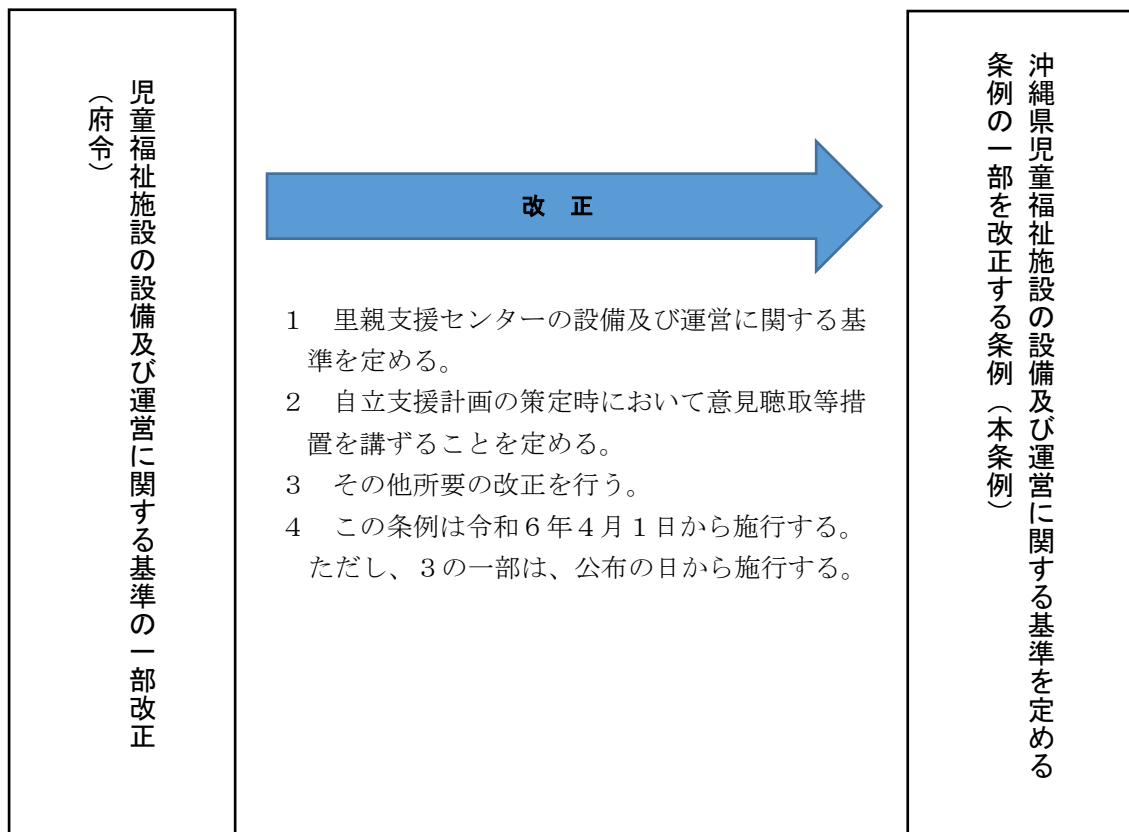 児童福祉施設の設備及び運営に関する基準の一部改正
（府令）
改　正
１　里親支援センターの設備及び運営に関する基
準を定める。
２　自立支援計画の策定時において意見聴取等措
置を講ずることを定める。
３　その他所要の改正を行う。
４　この条例は令和６年４月１日から施行する。
ただし、３の一部は、公布の日から施行する。
沖縄県児童福祉施設の設備及び運営に関する基準を定める
条例の一部を改正する条例（本条例）